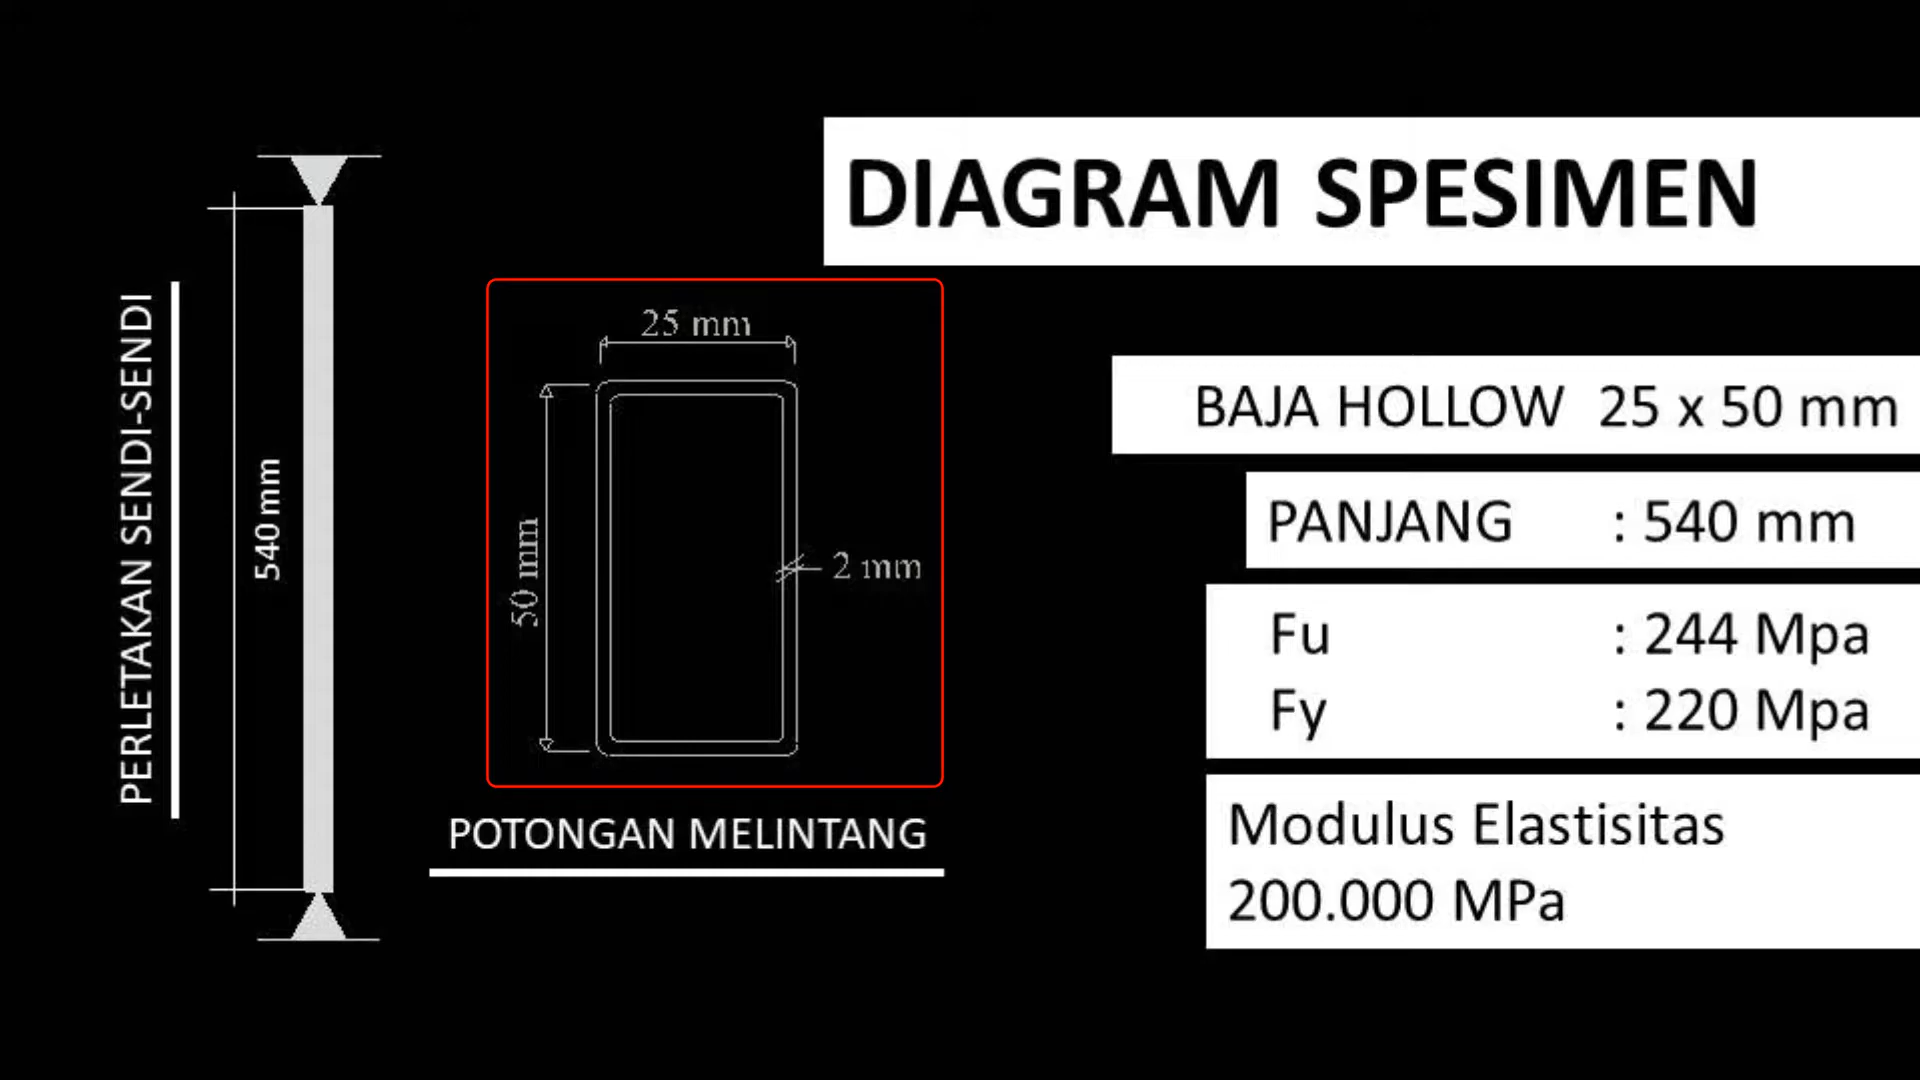 DIAGRAM SPESIMEN
PERLETAKAN SENDI-SENDI
540 mm
25 mm
50 mm
2 mm
POTONGAN MELINTANG
BAJA HOLLOW 25 x 50 mm
PANJANG : 540 mm
Fu : 244 Mpa
Fy : 220 Mpa
Modulus Elastisitas
200.000 MPa